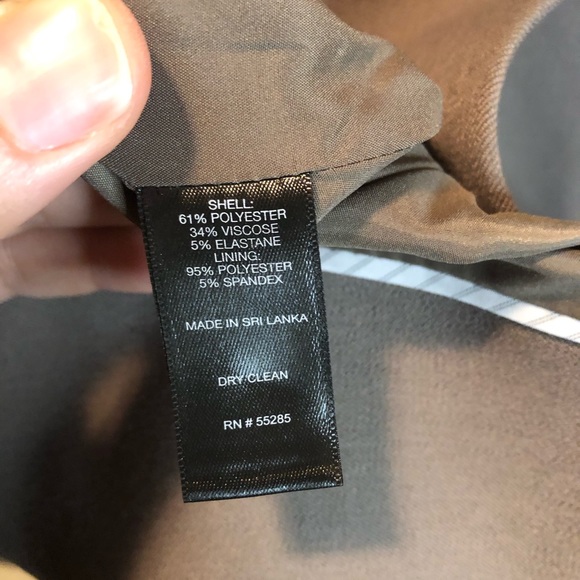 SHELL:
61% POLYESTER
34% VISCOSE
5% ELASTANE
LINING:
95% POLYESTER
5% SPANDEX
MADE IN SRI LANKA
DRY CLEAN
RN # 55285